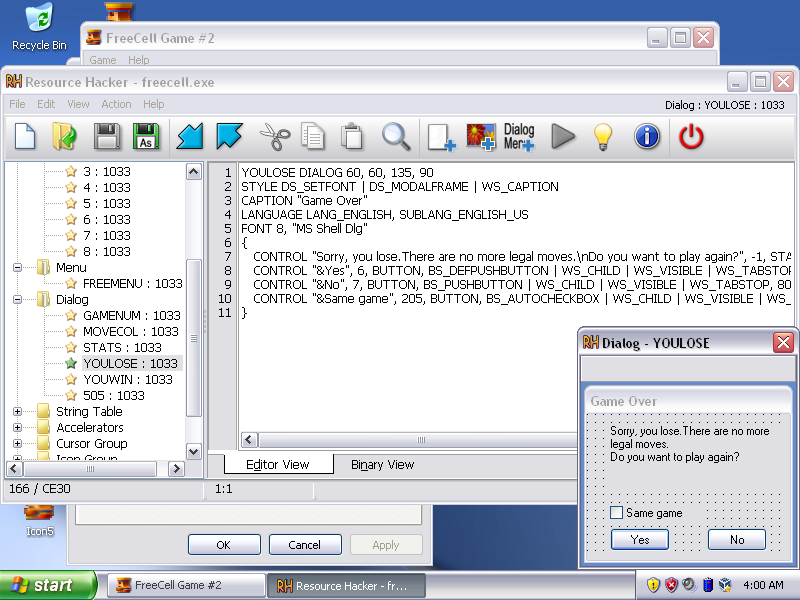 Recycle Bin
FreeCell Game #2
Game Help
Resource Hacker - freecell.exe
File Edit View Action Help
Dialog : YOULOSE : 1033
As
Dialog
Menu
3 : 1033
4 : 1033
5 : 1033
6 : 1033
7 : 1033
8 : 1033
Menu
FREEMENU : 1033
Dialog
GAMENUM : 1033
MOVECOL : 1033
STATS : 1033
YOULOSE : 1033
YOUWIN : 1033
505 : 1033
String Table
Accelerators
Cursor Group
Icon Group
1 YOULOSE DIALOG 60, 60, 135, 90
2 STYLE DS_SETFONT | DS_MODALFRAME | WS_CAPTION
3 CAPTION "Game Over"
4 LANGUAGE LANG_ENGLISH, SUBLANG_ENGLISH_US
5 FONT 8, "MS Shell Dlg"
6 {
7 CONTROL "Sorry, you lose.There are no more legal moves.\nDo you want to play again?", -1, STA
8 CONTROL "&Yes", 6, BUTTON, BS_DEFPUSHBUTTON | WS_CHILD | WS_VISIBLE | WS_TABSTOP
9 CONTROL "&No", 7, BUTTON, BS_PUSHBUTTON | WS_CHILD | WS_VISIBLE | WS_TABSTOP, 80
10 CONTROL "&Same game", 205, BUTTON, BS_AUTOCHECKBOX | WS_CHILD | WS_VISIBLE | WS_
11 }
Editor View Binary View
166 / CE30 1:1
RH Dialog - YOULOSE
Game Over
Sorry, you lose.There are no more
legal moves.
Do you want to play again?
Same game
Yes No
Icon5
OK Cancel Apply
start FreeCell Game #2 Resource Hacker - fr... 4:00 AM